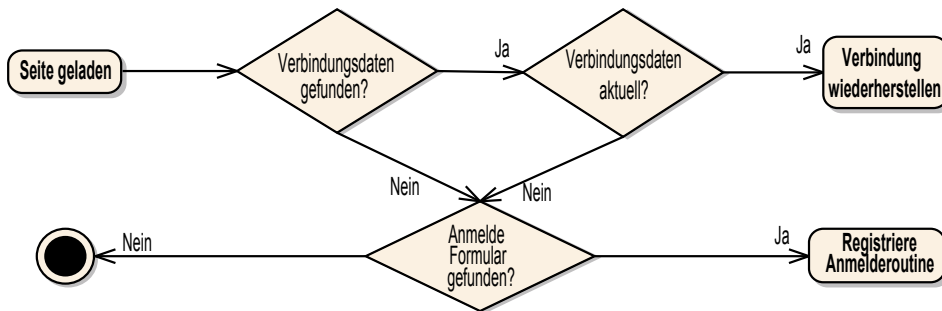 Seite geladen
Verbindungsdaten
gefunden?
Ja
Verbindungsdaten
aktuell?
Ja
Verbindung
wiederherstellen
Nein
Nein
Nein
Anmelde
Formular
gefunden?
Ja
Registriere
Anmelderoutine